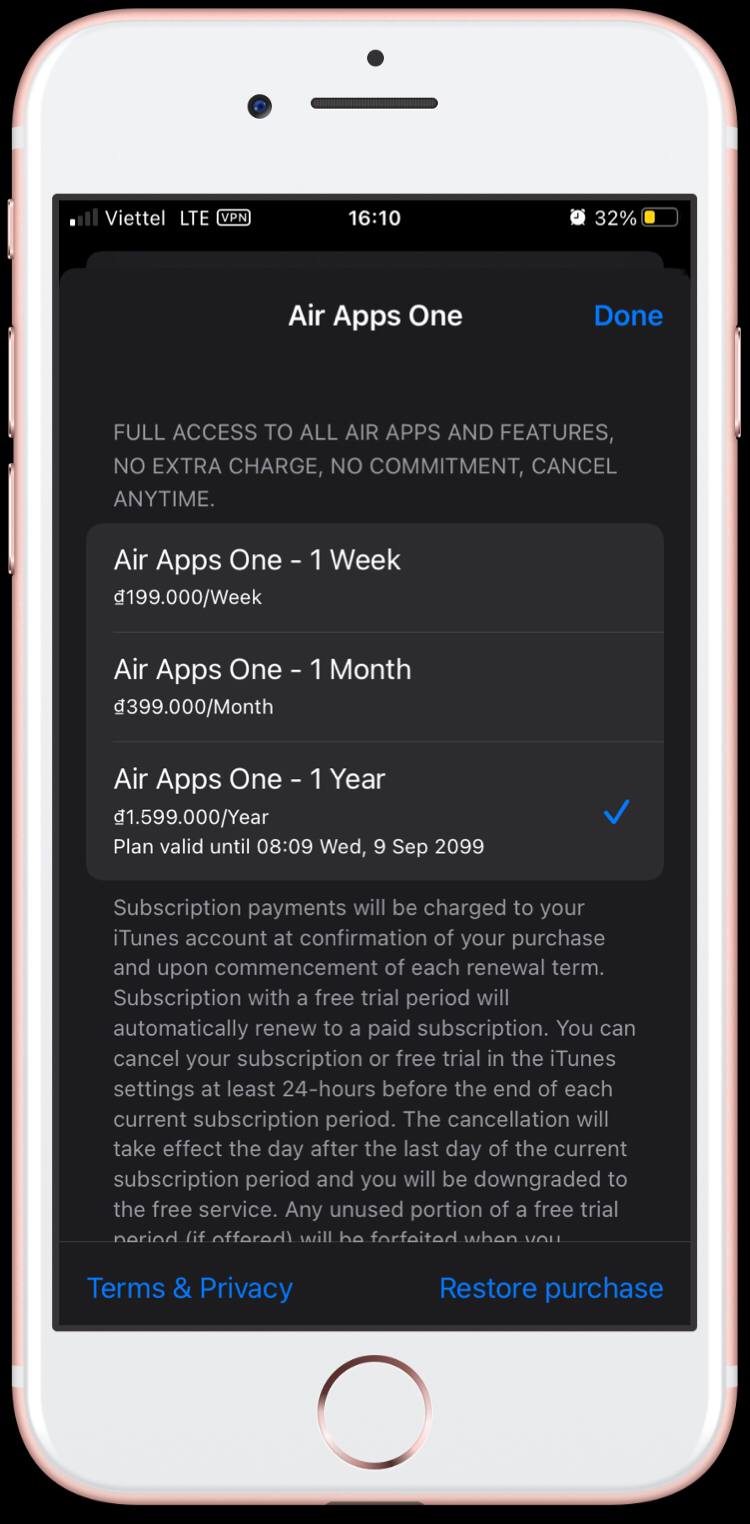 Viettel LTE VPN 16:10 32%
Air Apps One Done
FULL ACCESS TO ALL AIR APPS AND FEATURES,
NO EXTRA CHARGE, NO COMMITMENT, CANCEL
ANYTIME.
Air Apps One - 1 Week
₫199.000/Week
Air Apps One - 1 Month
₫399.000/Month
Air Apps One - 1 Year
₫1.599.000/Year
Plan valid until 08:09 Wed, 9 Sep 2099
Subscription payments will be charged to your
iTunes account at confirmation of your purchase
and upon commencement of each renewal term.
Subscription with a free trial period will
automatically renew to a paid subscription. You can
cancel your subscription or free trial in the iTunes
settings at least 24-hours before the end of each
current subscription period. The cancellation will
take effect the day after the last day of the current
subscription period and you will be downgraded to
the free service. Any unused portion of a free trial
period (if offered) will be forfeited when you
Terms & Privacy Restore purchase